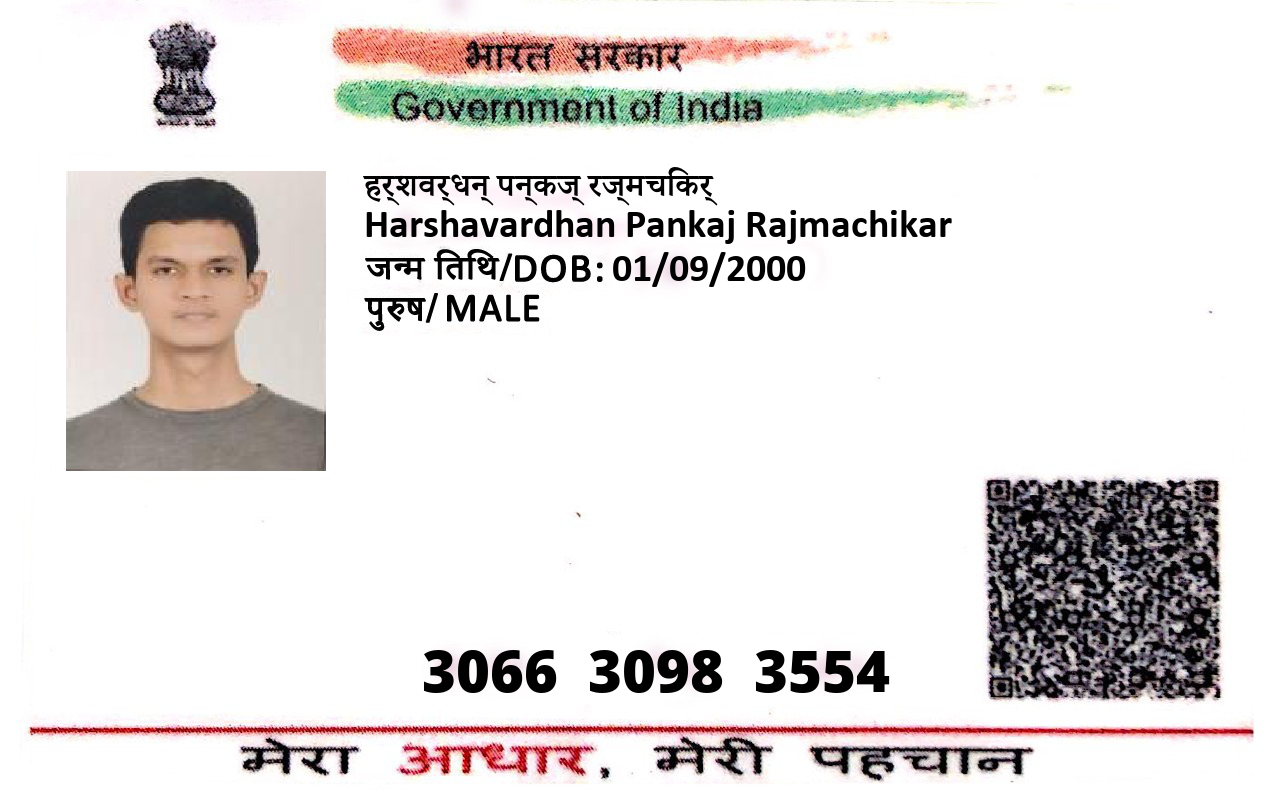 भारत सरकार
Government of India
हर्‌शवर्‌धन् पन्‌कज् रज्‌मचकिर्
Harshavardhan Pankaj Rajmachikar
जन्म तिथि/DOB: 01/09/2000
पुरुष/ MALE
3066 3098 3554
मेरा आधार, मेरी पहचान